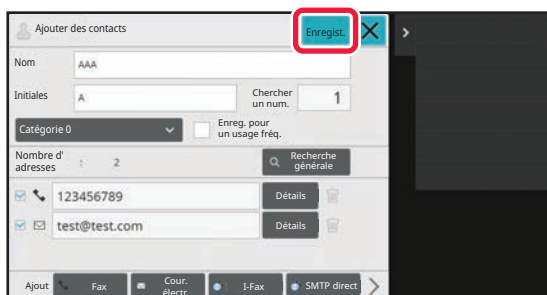 Ajouter des contacts
Enregist.
Nom
AAA
Initiales
A
Chercher
un num.
1
Catégorie 0
Enreg. pour
un usage fréq.
Nombre d'
adresses
: 2
Recherche
générale
123456789
Détails
test@test.com
Détails
Ajout
Fax
Cour.
électr.
I-Fax
SMTP direct